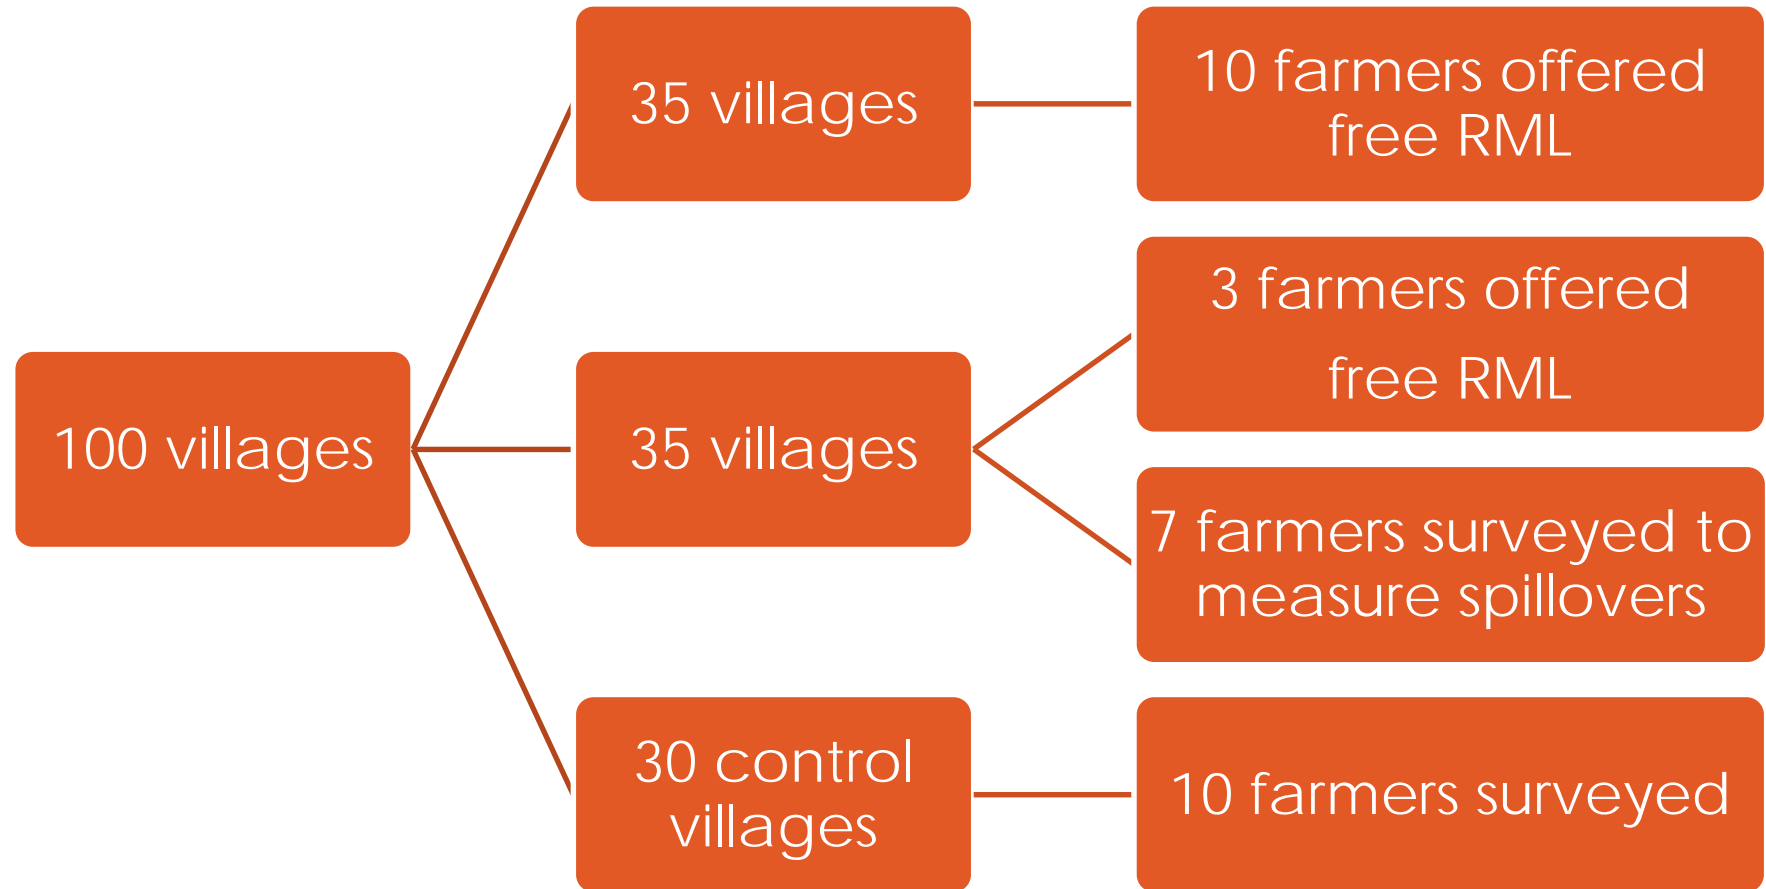 100 villages
35 villages
10 farmers offered
free RML
35 villages
3 farmers offered
free RML
7 farmers surveyed to
measure spillovers
30 control
villages
10 farmers surveyed